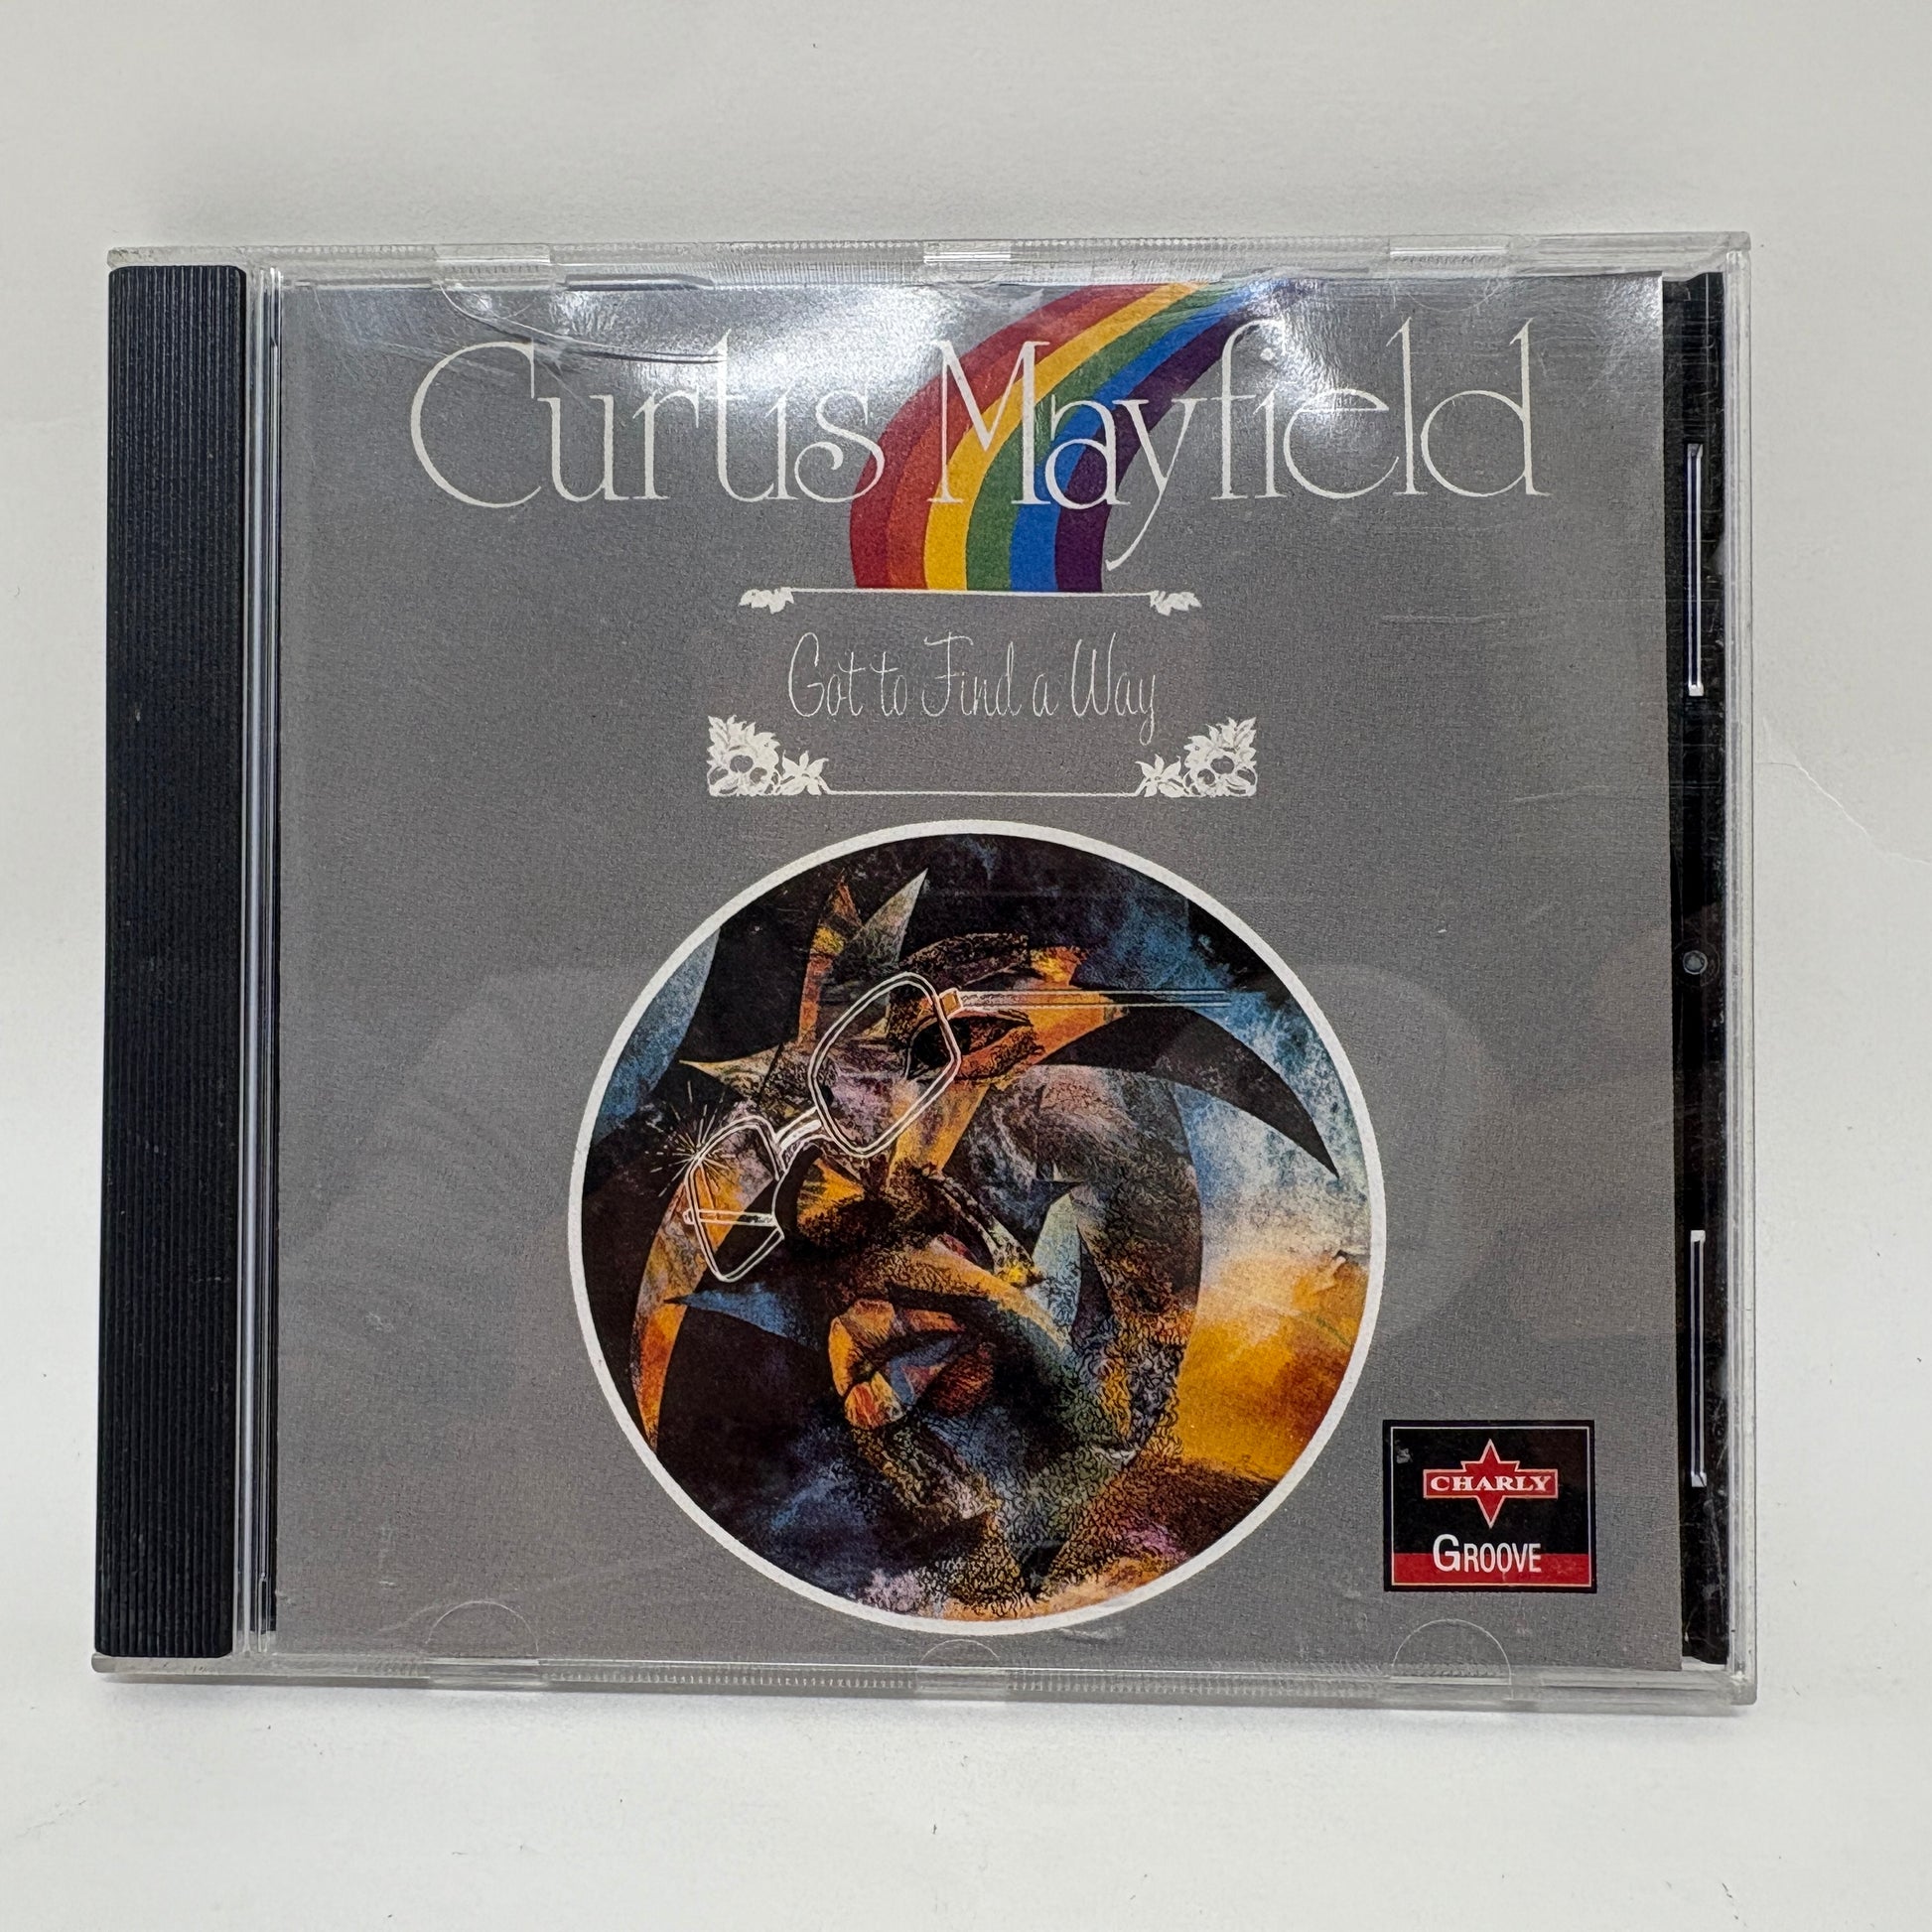 Curtis Mayfield
Got to Find a Way
CHARLY
GROOVE